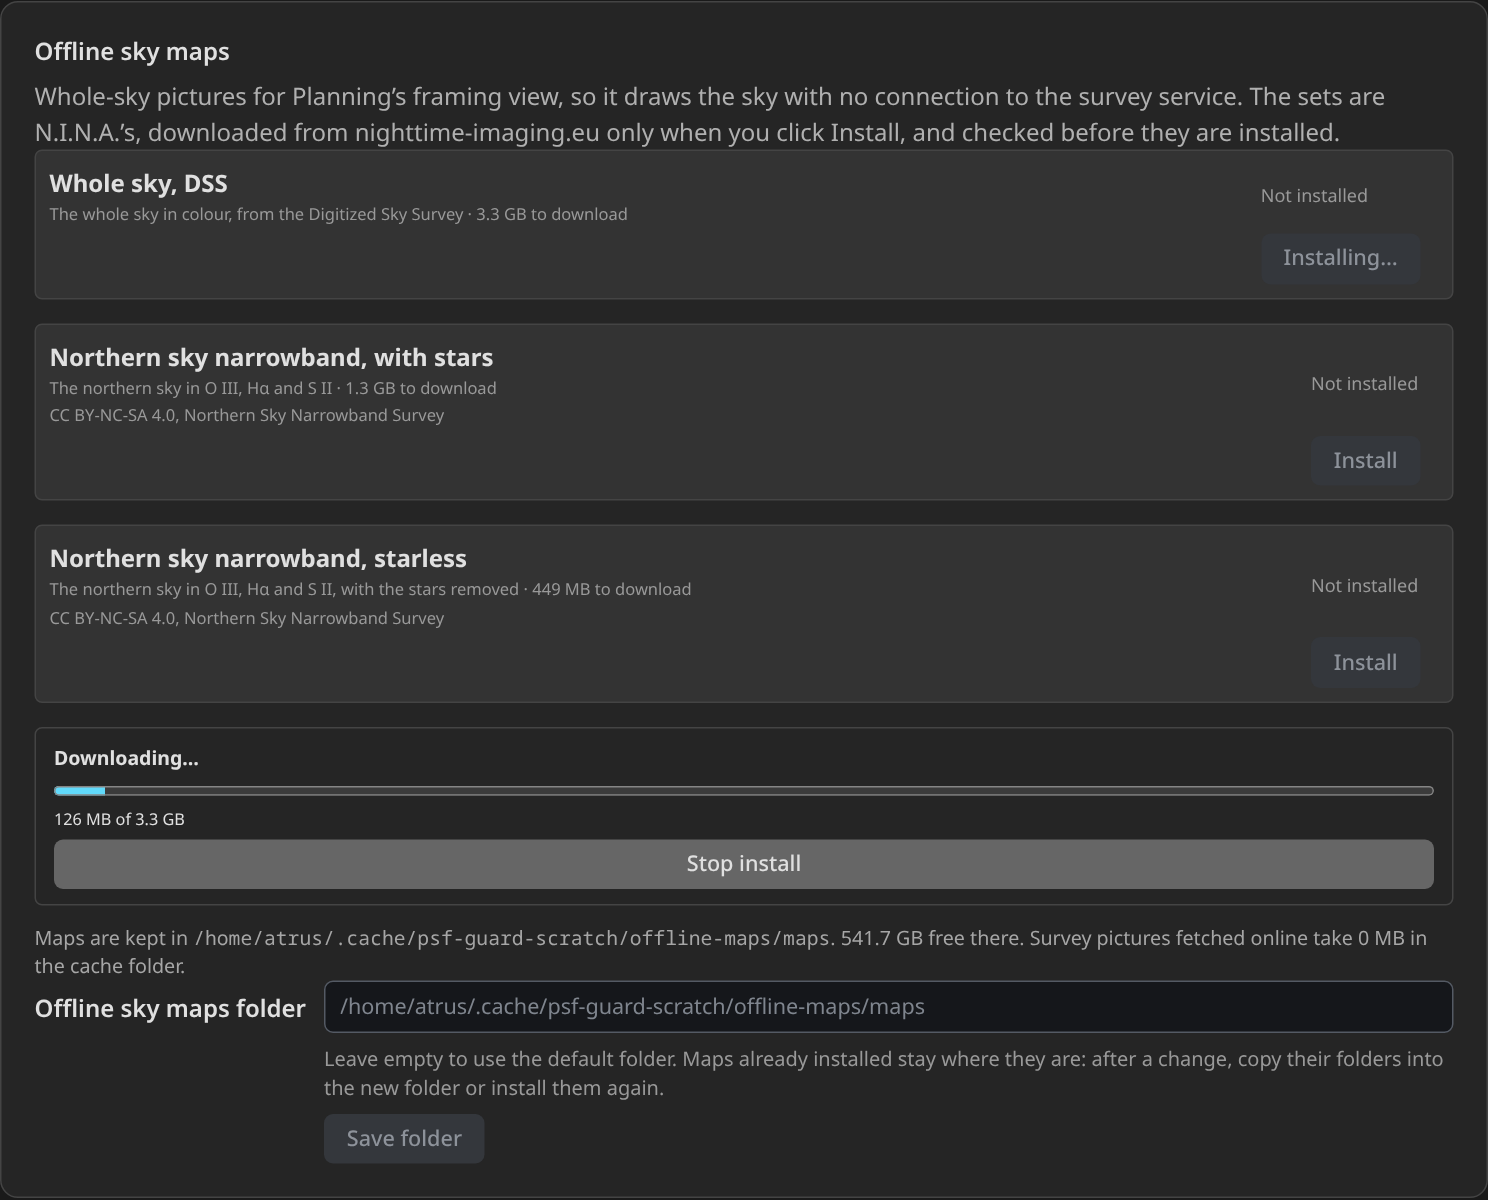 Offline sky maps
Whole-sky pictures for Planning’s framing view, so it draws the sky with no connection to the survey service. The sets are
N.I.N.A.’s, downloaded from nighttime-imaging.eu only when you click Install, and checked before they are installed.
Whole sky, DSS
The whole sky in colour, from the Digitized Sky Survey · 3.3 GB to download
Not installed
Installing…
Northern sky narrowband, with stars
The northern sky in O III, Hα and S II · 1.3 GB to download
CC BY-NC-SA 4.0, Northern Sky Narrowband Survey
Not installed
Install
Northern sky narrowband, starless
The northern sky in O III, Hα and S II, with the stars removed · 449 MB to download
CC BY-NC-SA 4.0, Northern Sky Narrowband Survey
Not installed
Install
Downloading…
126 MB of 3.3 GB
Stop install
Maps are kept in /home/atrus/.cache/psf-guard-scratch/offline-maps/maps. 541.7 GB free there. Survey pictures fetched online take 0 MB in
the cache folder.
Offline sky maps folder
/home/atrus/.cache/psf-guard-scratch/offline-maps/maps
Leave empty to use the default folder. Maps already installed stay where they are: after a change, copy their folders into
the new folder or install them again.
Save folder